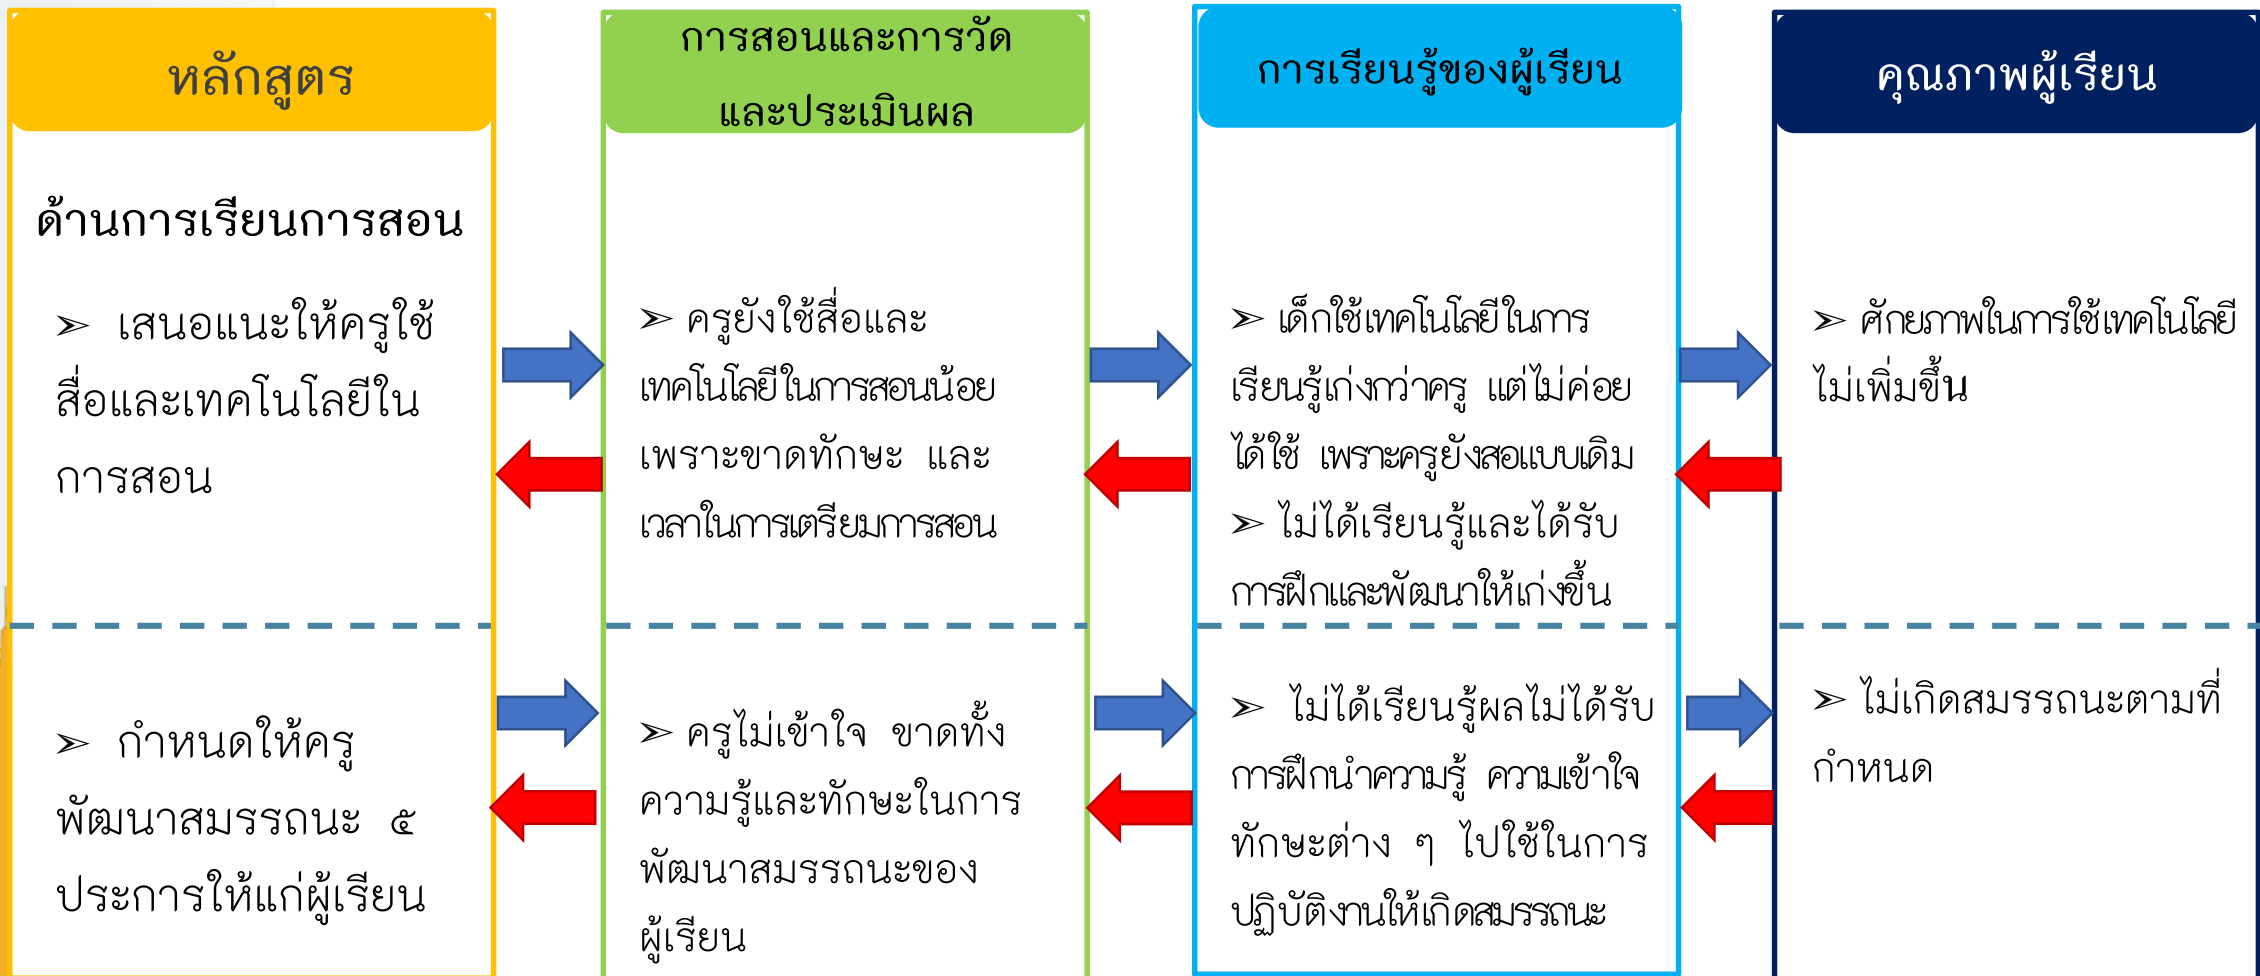 หลักสูตร
ด้านการเรียนการสอน
➢ เสนอแนะให้ครูใช้
สื่อและเทคโนโลยีใน
การสอน
➢ กำหนดให้ครู
พัฒนาสมรรถนะ ๕
ประการให้แก่ผู้เรียน
การสอนและการวัด
และประเมินผล
➢ ครูยังใช้สื่อและ
เทคโนโลยีในการสอนน้อย
เพราะขาดทักษะ และ
เวลาในการเตรียมการสอน
➢ ครูไม่เข้าใจ ขาดทั้ง
ความรู้และทักษะในการ
พัฒนาสมรรถนะของ
ผู้เรียน
การเรียนรู้ของผู้เรียน
➢ เด็กใช้เทคโนโลยีในการ
เรียนรู้เก่งกว่าครู แต่ไม่ค่อย
ได้ใช้ เพราะครูยังสอแบบเดิม
➢ ไม่ได้เรียนรู้และได้รับ
การฝึกและพัฒนาให้เก่งขึ้น
➢ ไม่ได้เรียนรู้ผลไม่ได้รับ
การฝึกนำความรู้ ความเข้าใจ
ทักษะต่าง ๆ ไปใช้ในการ
ปฏิบัติงานให้เกิดสมรรถนะ
คุณภาพผู้เรียน
➢ ศักยภาพในการใช้เทคโนโลยี
ไม่เพิ่มขึ้น
➢ ไม่เกิดสมรรถนะตามที่
กำหนด